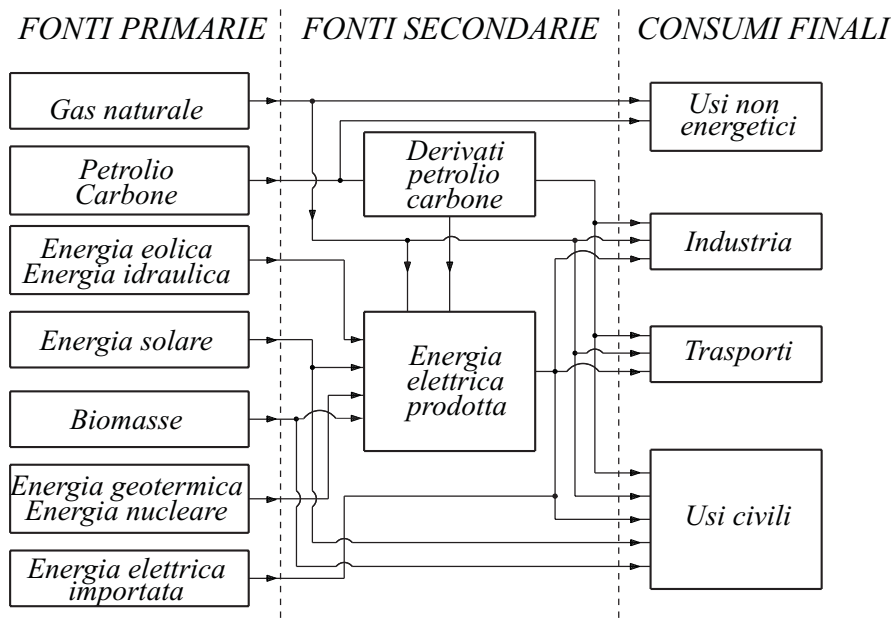 FONTI PRIMARIE
FONTI SECONDARIE
CONSUMI FINALI
Gas naturale
Petrolio
Carbone
Energia eolica
Energia idraulica
Energia solare
Biomasse
Energia geotermica
Energia nucleare
Energia elettrica
importata
Derivati
petrolio
carbone
Energia
elettrica
prodotta
Usi non
energetici
Industria
Trasporti
Usi civili